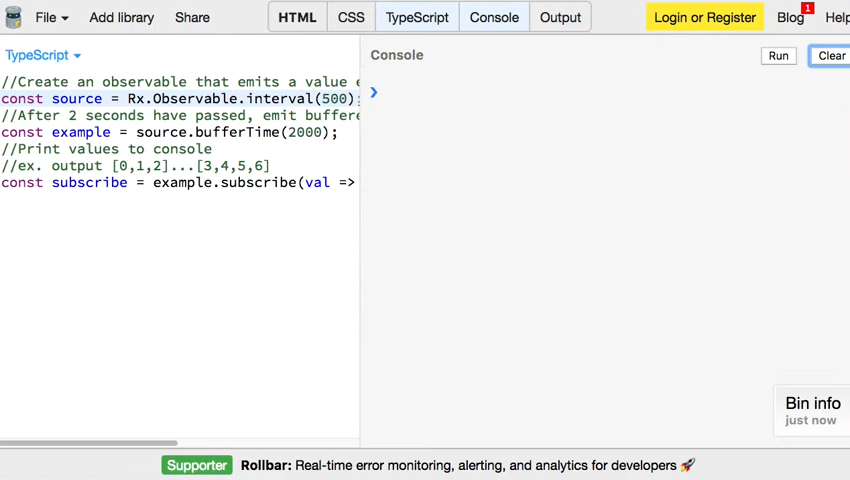 File
Add library
Share
HTML
CSS
TypeScript
Console
Output
Login or Register
Blog
1
TypeScript
//Create an observable that emits a value
const source = Rx.Observable.interval(500);
//After 2 seconds have passed, emit buffere
const example = source.bufferTime(2000);
//Print values to console
//ex. output [0,1,2]...[3,4,5,6]
const subscribe = example.subscribe(val =>
Console
Run
Clear
Bin info
just now
Supporter Rollbar: Real-time error monitoring, alerting, and analytics for developers 🚀